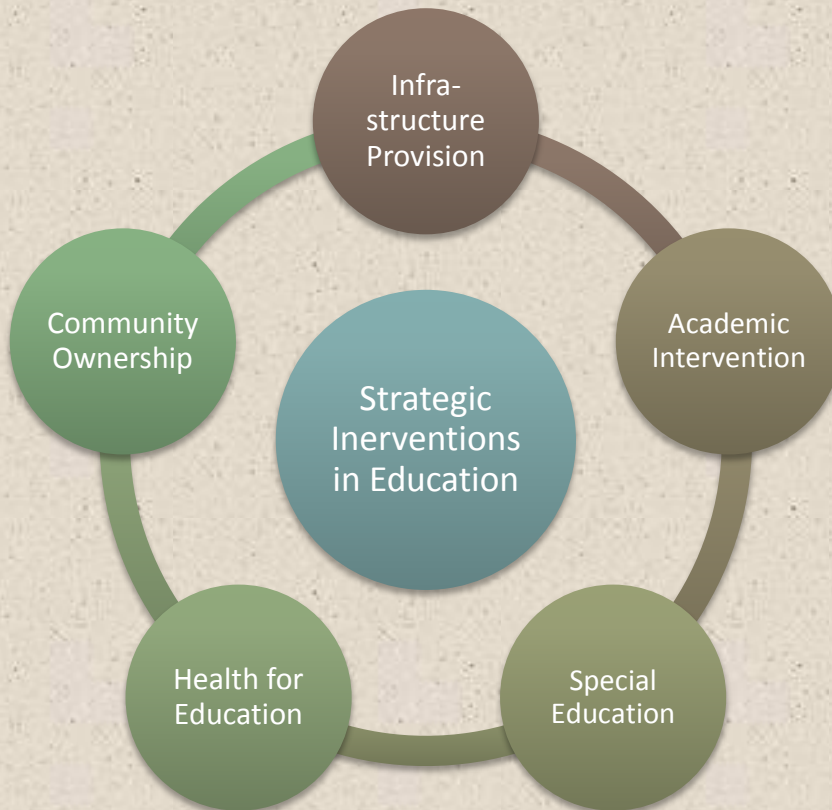 Infra-
structure
Provision
Academic
Intervention
Special
Education
Health for
Education
Community
Ownership
Strategic
Inerventions
in Education